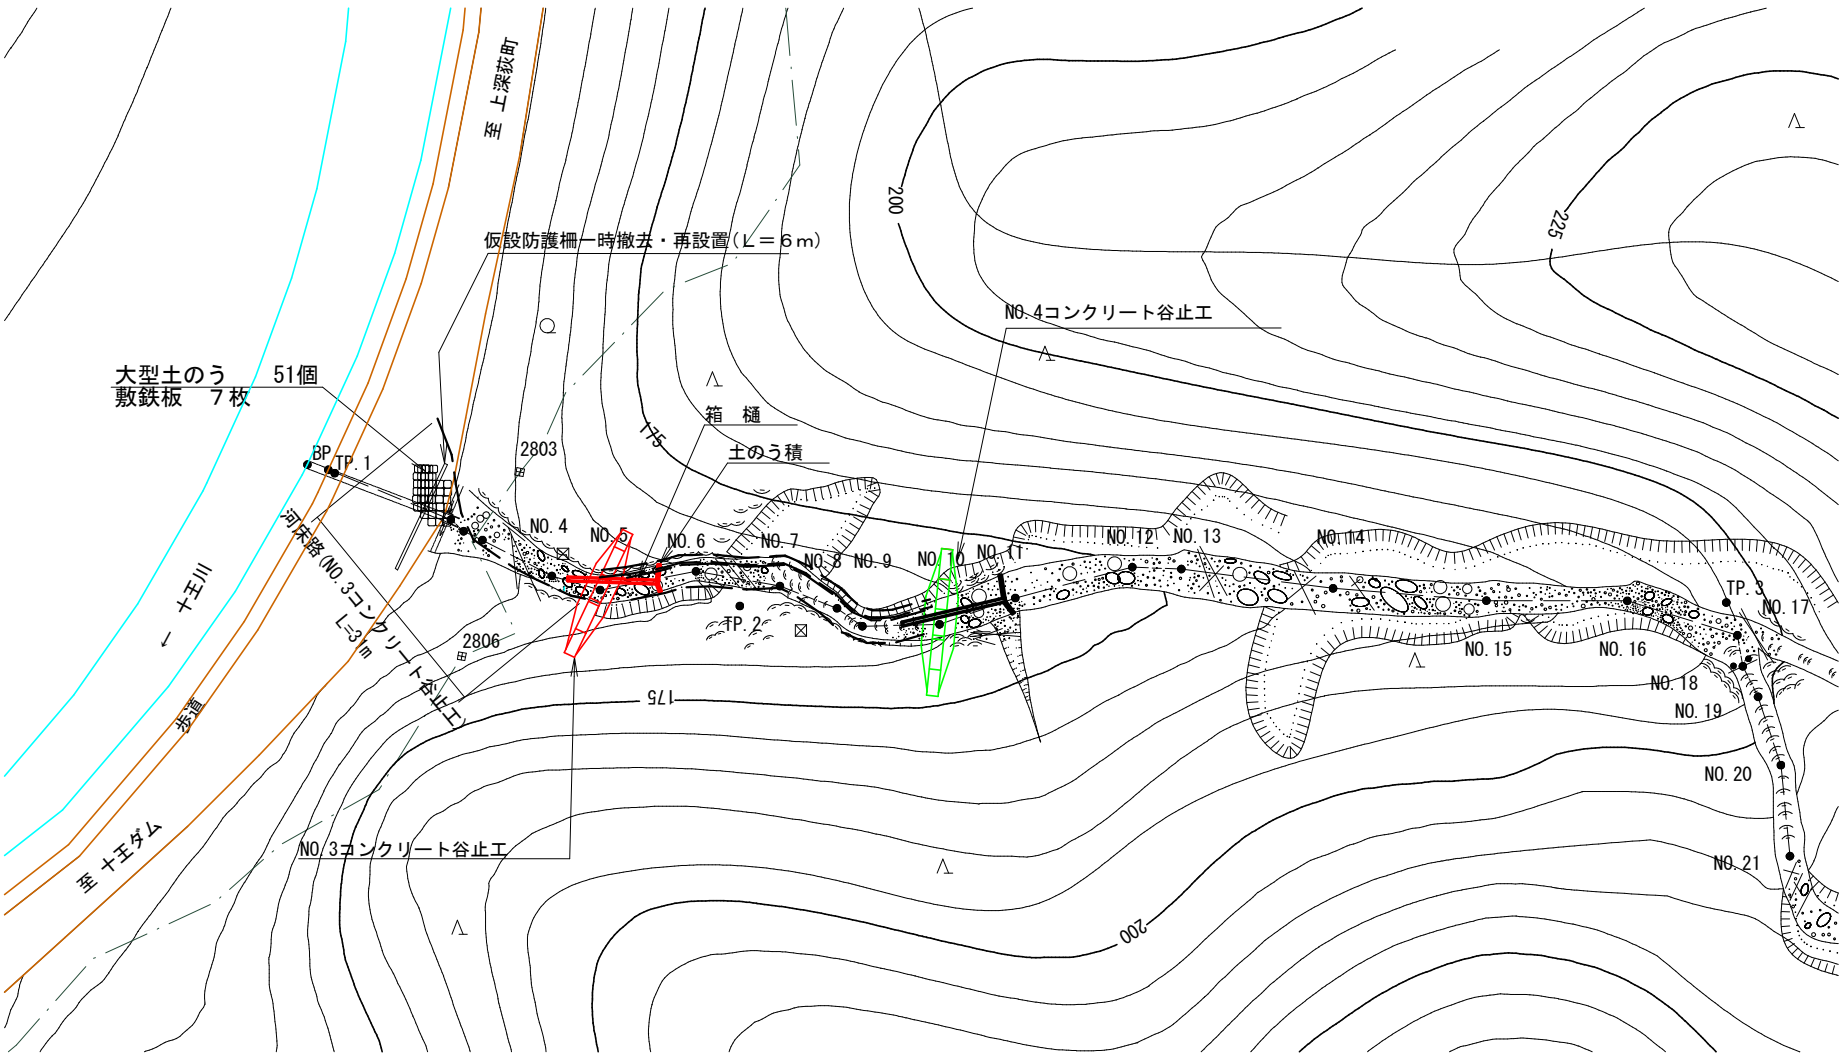 至 上深荻町
200
225
仮設防護柵一時撤去・再設置(L=6m)
NO.4コンクリート谷止工
大型土のう 51個
敷鉄板 7枚
箱 樋
175
土のう積
BP
TP.1
2803
NO.4
NO.5
NO.6
NO.7
NO.8
NO.9
NO.10
NO.11
NO.12
NO.13
NO.14
河床路(NO.3コンクリート谷止工)
L=31m
← 十王川
TP.2
TP.3
NO.17
2806
NO.15
NO.16
NO.18
175
NO.19
歩道
NO.20
至 十王ダム
NO.3コンクリート谷止工
NO.21
200